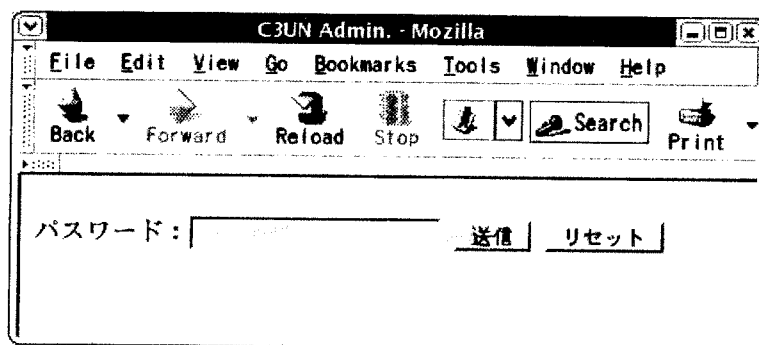 C3UN Admin. - Mozilla
File Edit View Go Bookmarks Tools Window Help
Back Forward Reload Stop Search Print
パスワード： 送信 リセット